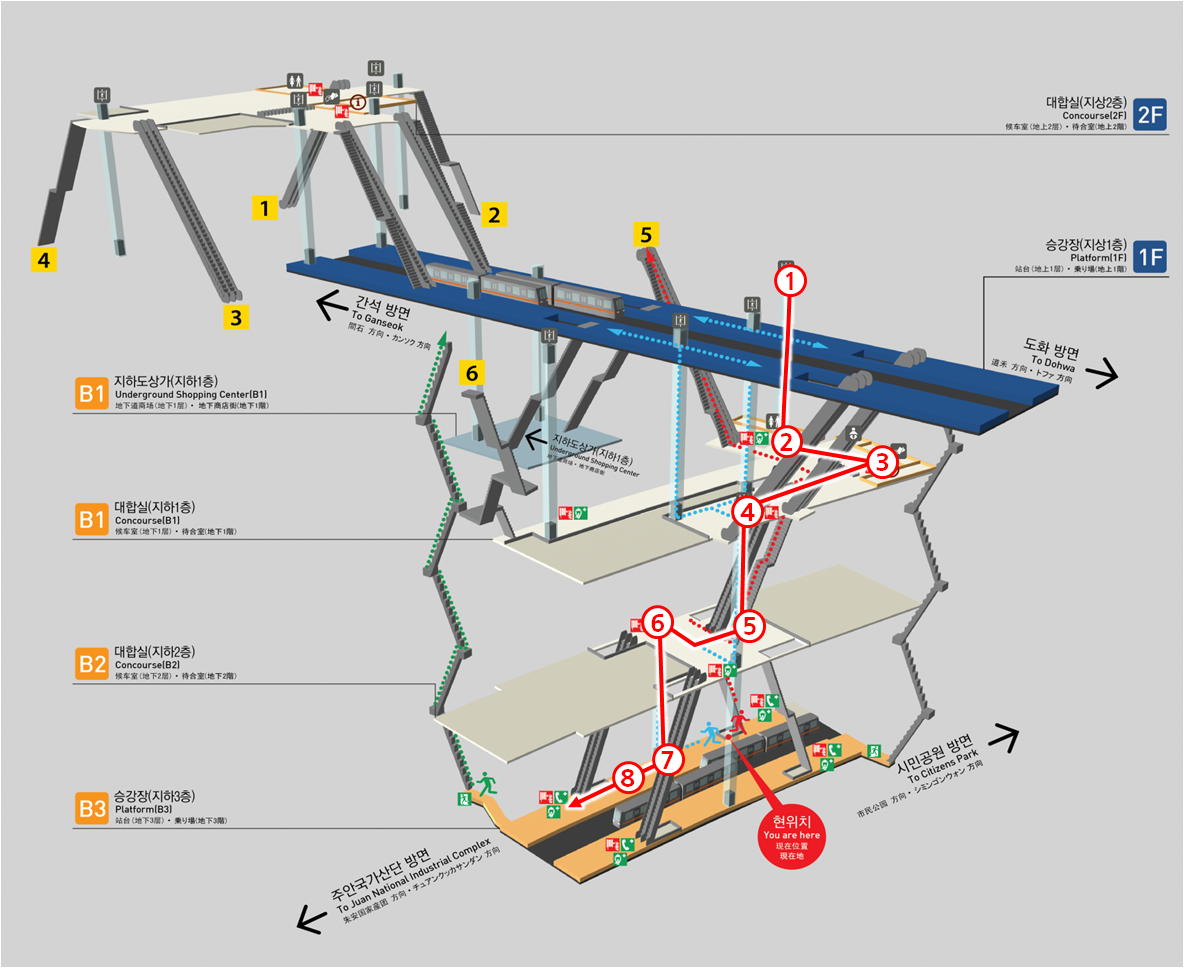 대합실(지상2층)
Concourse(2F)
候车室(地上2层)・待合室(地上2階)
2F
1
2
3
4
5
승강장(지상1층)
Platform(1F)
站台(地上1层)・乗り場(地上1階)
1F
①
간석 방면
To Ganseok
間石 方向・カンソク 方向
도화 방면
To Dohwa
道禾 方向・トファ 方向
6
B1
지하도상가(지하1층)
Underground Shopping Center(B1)
地下道商场(地下1层)・地下商店街(地下1階)
지하도상가(지하1층)
Underground Shopping Center
地下道商场・地下商店街
②
③
④
B1
대합실(지하1층)
Concourse(B1)
候车室(地下1层)・待合室(地下1階)
⑤
⑥
B2
대합실(지하2층)
Concourse(B2)
候车室(地下2层)・待合室(地下2階)
⑦
⑧
B3
승강장(지하3층)
Platform(B3)
站台(地下3层)・乗り場(地下3階)
시민공원 방면
To Citizens Park
市民公园 方向・シミンゴンウォン 方向
현위치
You are here
现在位置
現在地
주안국가산단 방면
To Juan National Industrial Complex
朱安国家産団 方向・チュアンクッカサンダン 方向